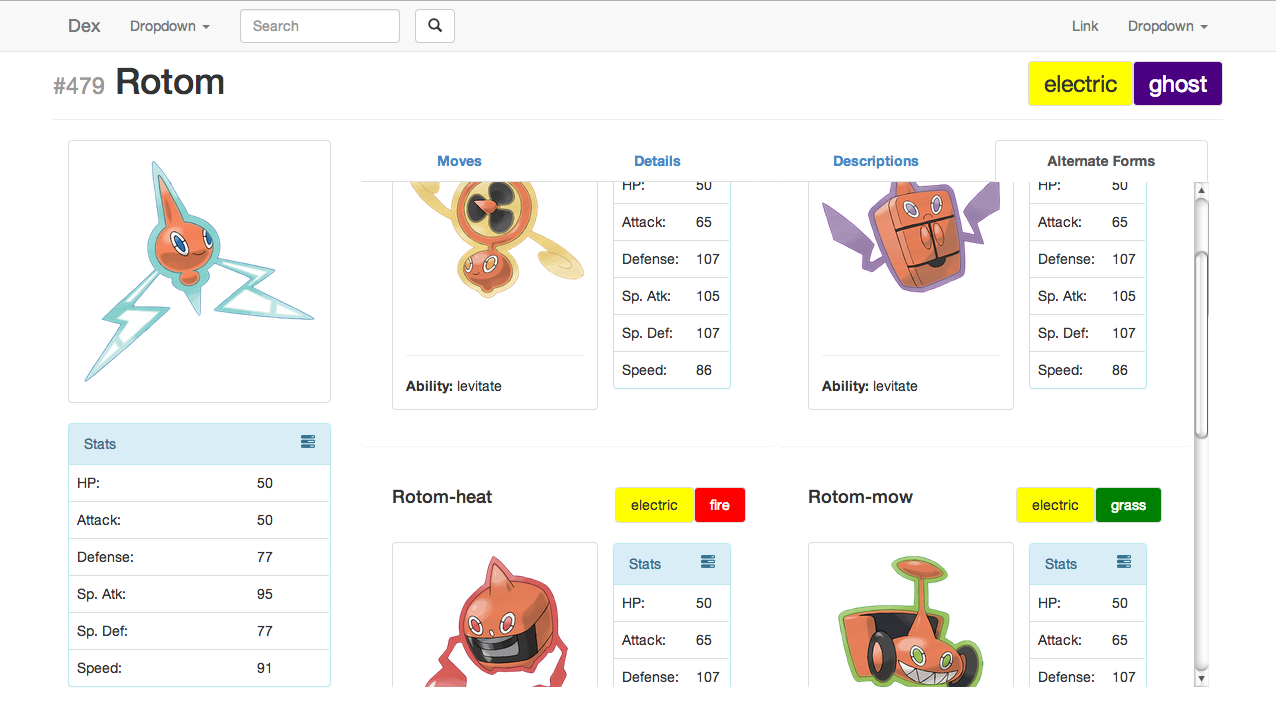 Dex Dropdown Search Link Dropdown
#479 Rotom electric ghost
Moves Details Descriptions Alternate Forms
Stats
HP: 50
Attack: 50
Defense: 77
Sp. Atk: 95
Sp. Def: 77
Speed: 91
HP: 50
Attack: 65
Defense: 107
Sp. Atk: 105
Sp. Def: 107
Speed: 86
Ability: levitate
HP: 50
Attack: 65
Defense: 107
Sp. Atk: 105
Sp. Def: 107
Speed: 86
Ability: levitate
Rotom-heat electric fire
Stats
HP: 50
Attack: 65
Defense: 107
Rotom-mow electric grass
Stats
HP: 50
Attack: 65
Defense: 107